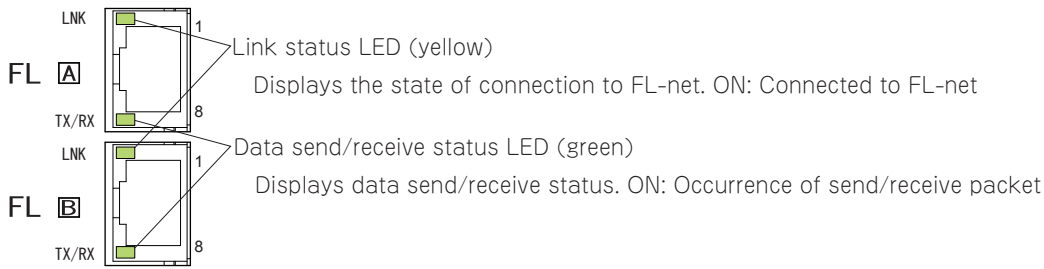 LNK
1
Link status LED (yellow)
FL A
Displays the state of connection to FL-net. ON: Connected to FL-net
8
TX/RX
Data send/receive status LED (green)
LNK
1
Displays data send/receive status. ON: Occurrence of send/receive packet
FL B
8
TX/RX